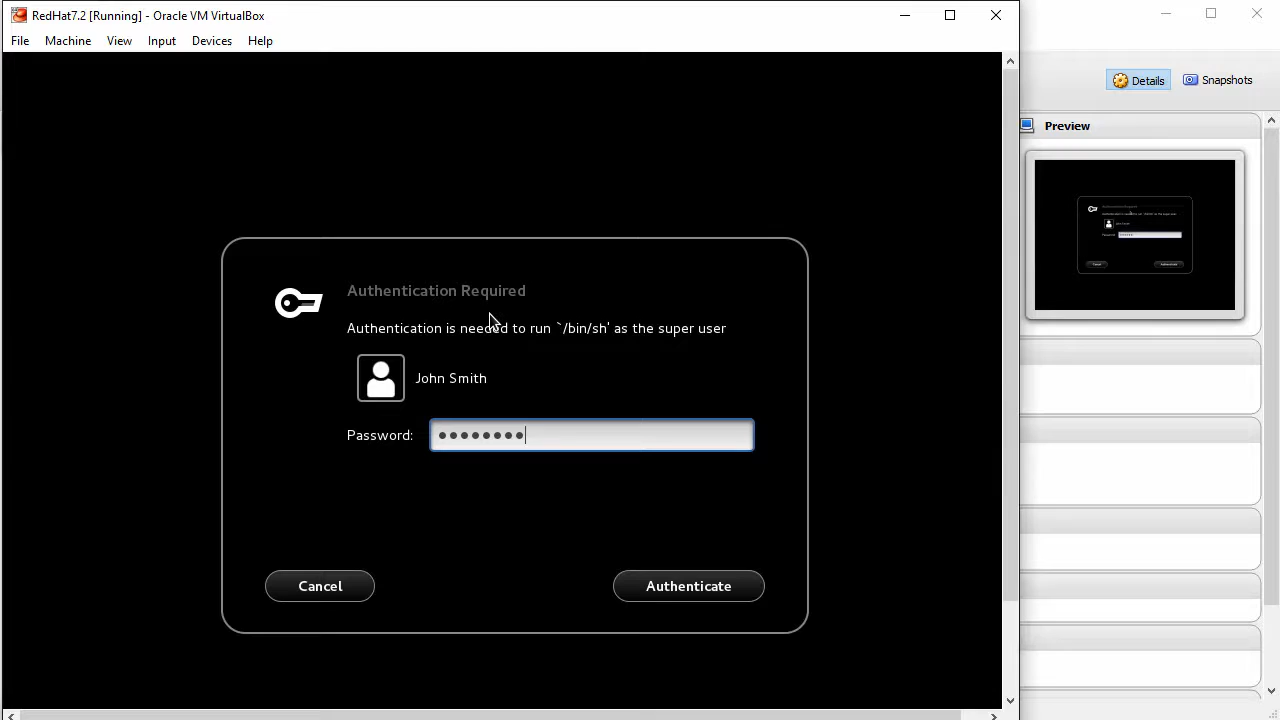 RedHat7.2 [Running] - Oracle VM VirtualBox
File Machine View Input Devices Help
Details Snapshots
Preview
Authentication Required
Authentication is needed to run `/bin/sh' as the super user
John Smith
Password: ●●●●●●●●
Cancel Authenticate